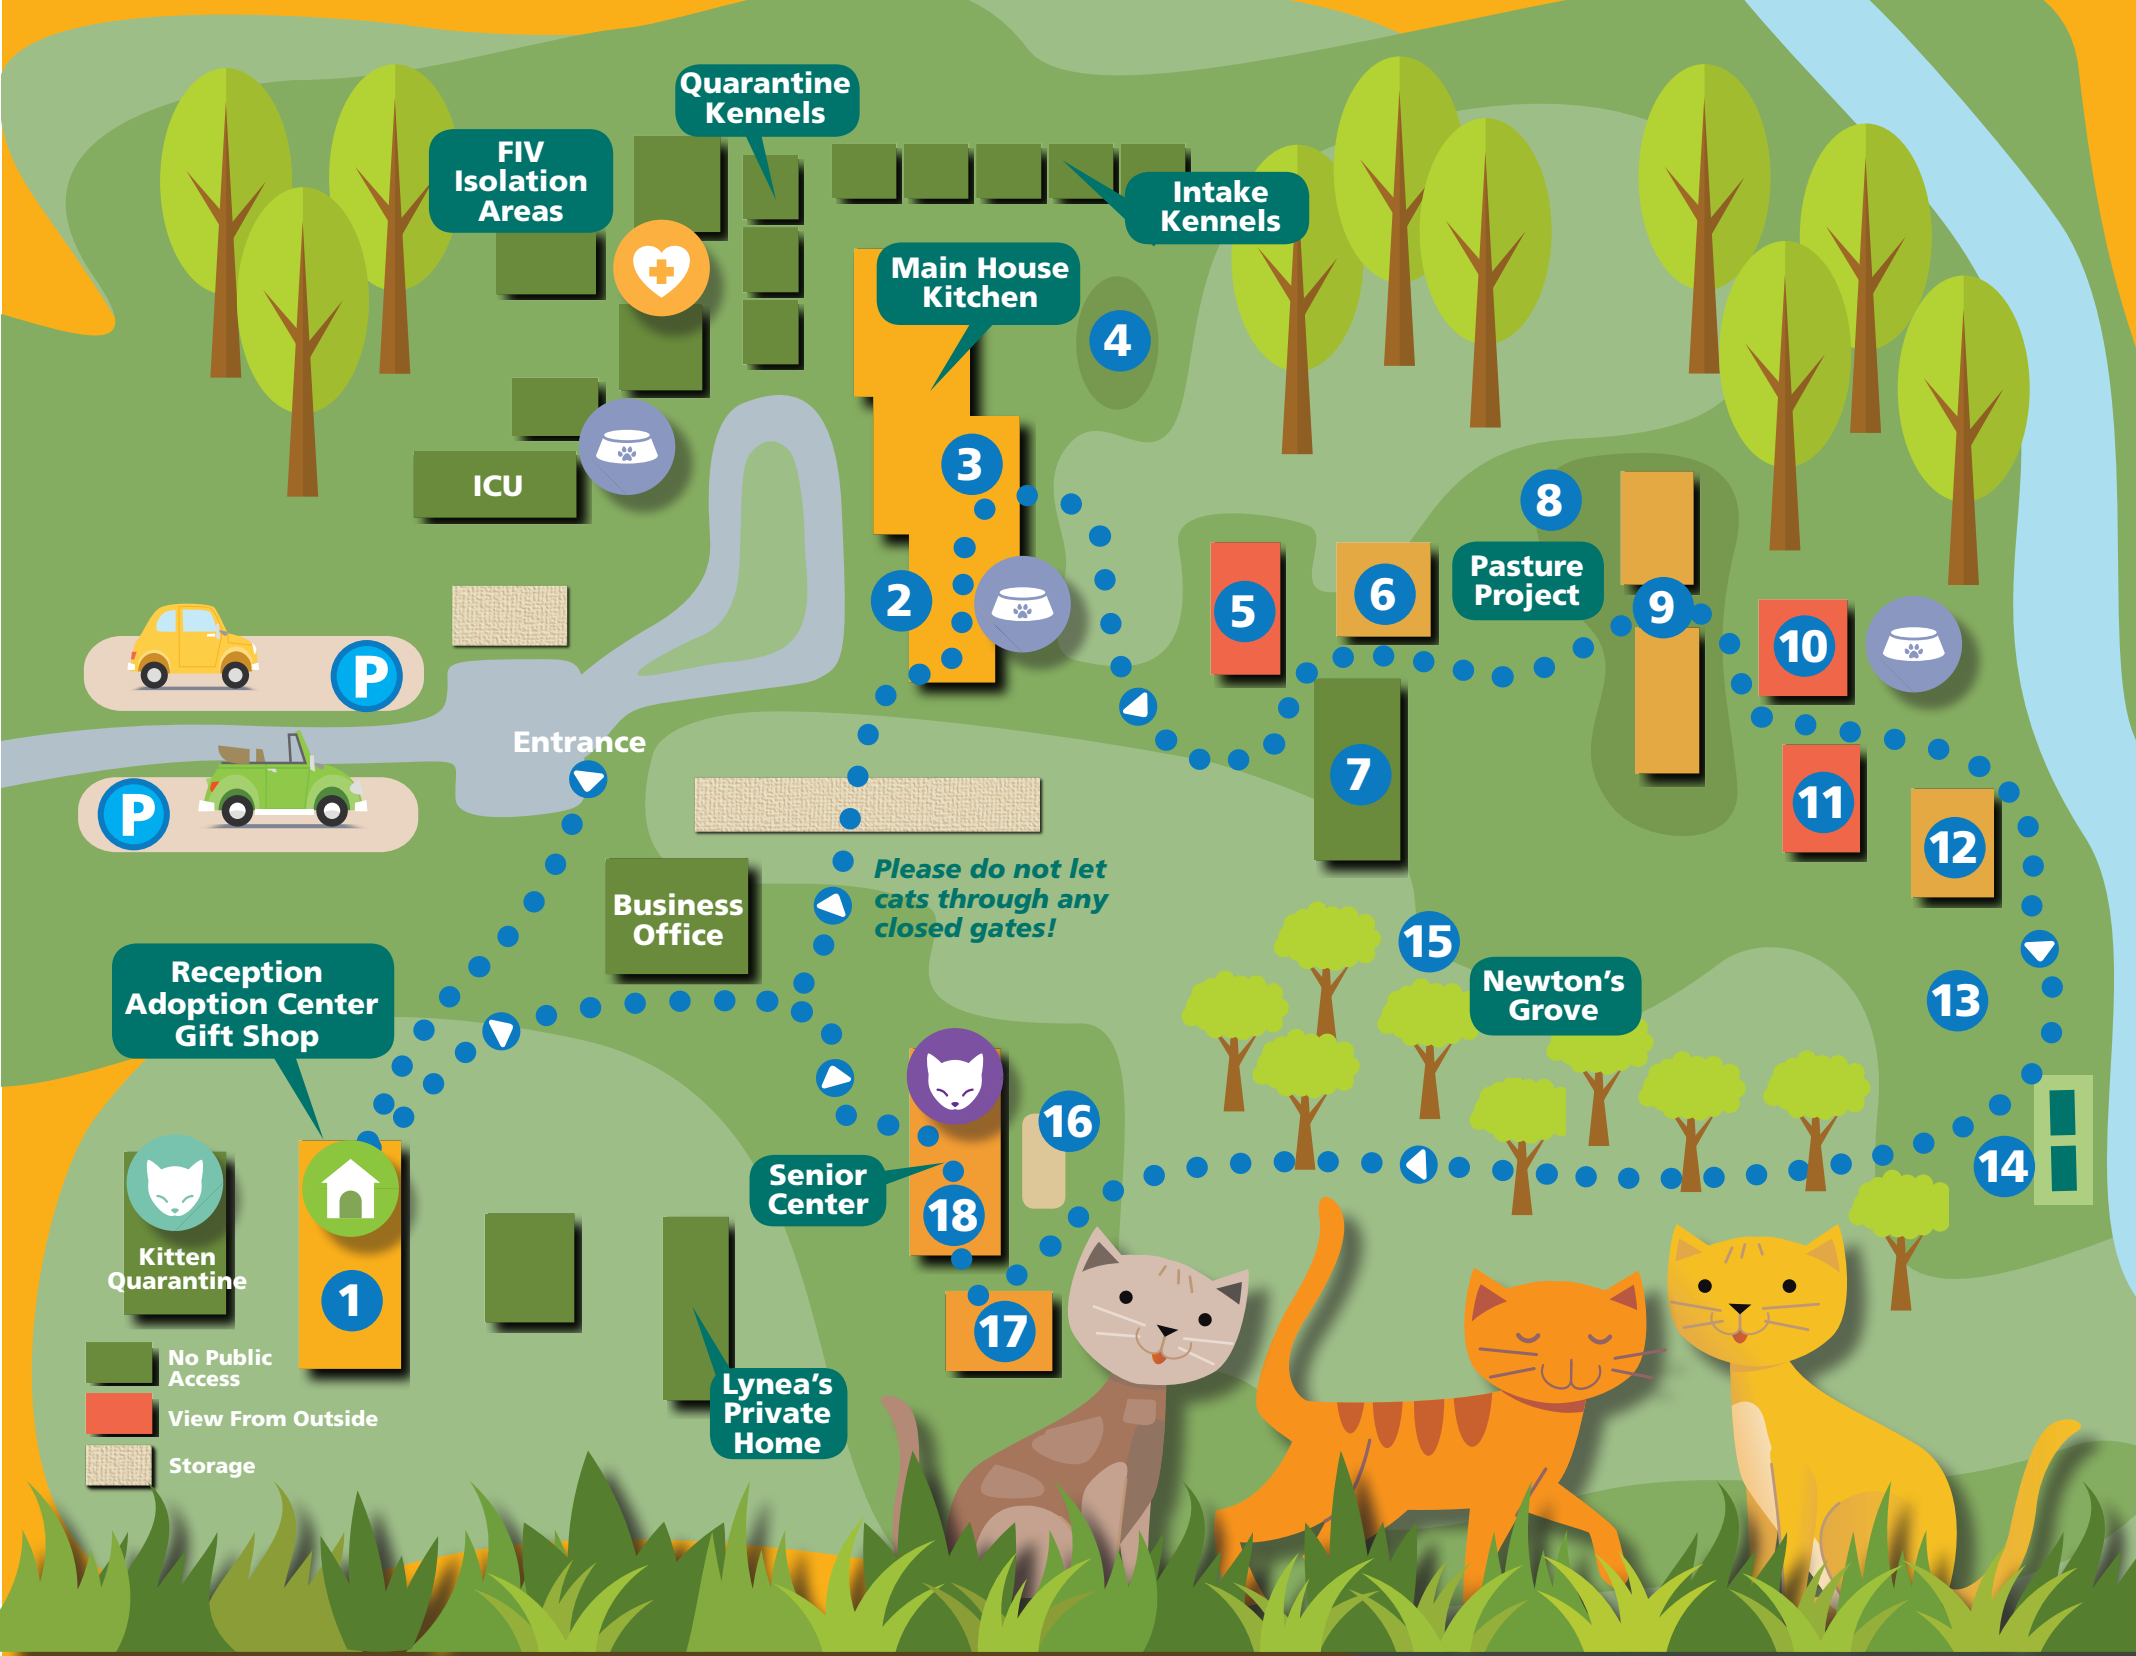 Quarantine
Kennels
FIV
Isolation
Areas
Intake
Kennels
Main House
Kitchen
4
3
ICU
8
Pasture
Project
2
5
6
9
10
P
Entrance
7
P
11
12
Please do not let
cats through any
closed gates!
Business
Office
15
Newton's
Grove
13
Reception
Adoption Center
Gift Shop
16
14
Senior
Center
18
Kitten
Quarantine
1
17
No Public
Access
View From Outside
Storage
Lynea's
Private
Home